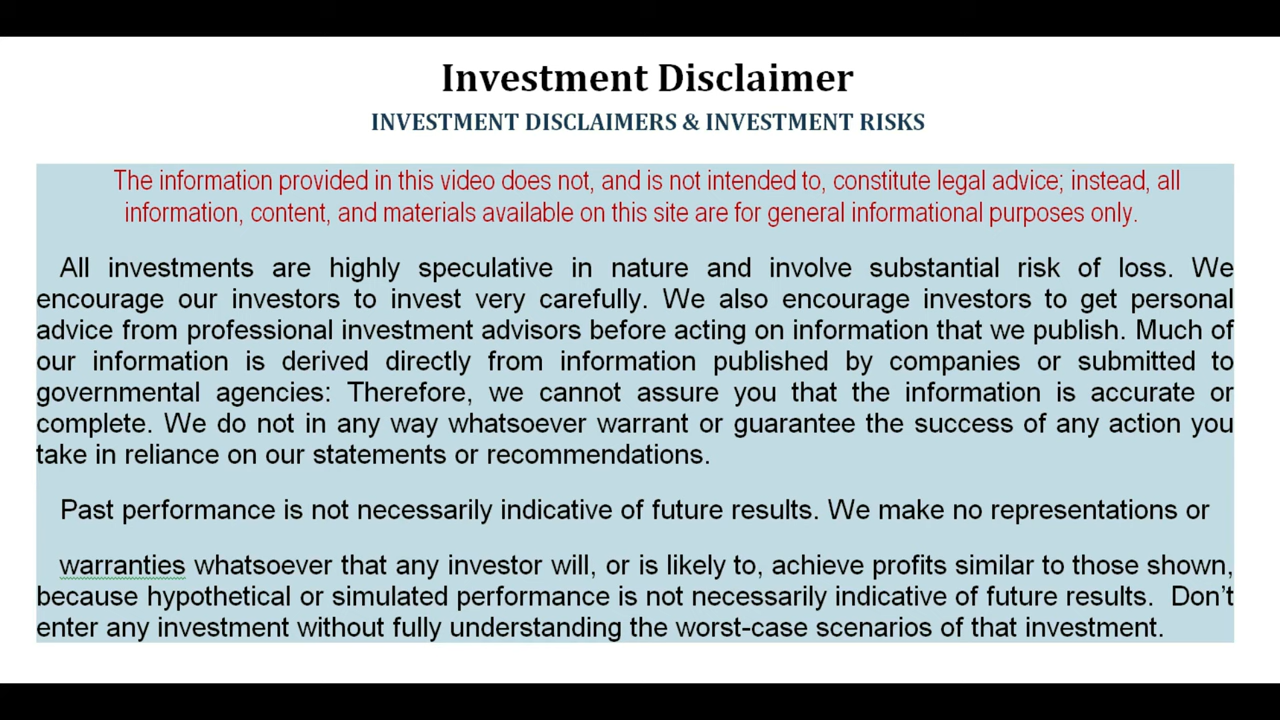 Investment Disclaimer
INVESTMENT DISCLAIMERS & INVESTMENT RISKS
The information provided in this video does not, and is not intended to, constitute legal advice; instead, all
information, content, and materials available on this site are for general informational purposes only.
All investments are highly speculative in nature and involve substantial risk of loss. We
encourage our investors to invest very carefully. We also encourage investors to get personal
advice from professional investment advisors before acting on information that we publish. Much of
our information is derived directly from information published by companies or submitted to
governmental agencies: Therefore, we cannot assure you that the information is accurate or
complete. We do not in any way whatsoever warrant or guarantee the success of any action you
take in reliance on our statements or recommendations.
Past performance is not necessarily indicative of future results. We make no representations or
warranties whatsoever that any investor will, or is likely to, achieve profits similar to those shown,
because hypothetical or simulated performance is not necessarily indicative of future results. Don't
enter any investment without fully understanding the worst-case scenarios of that investment.